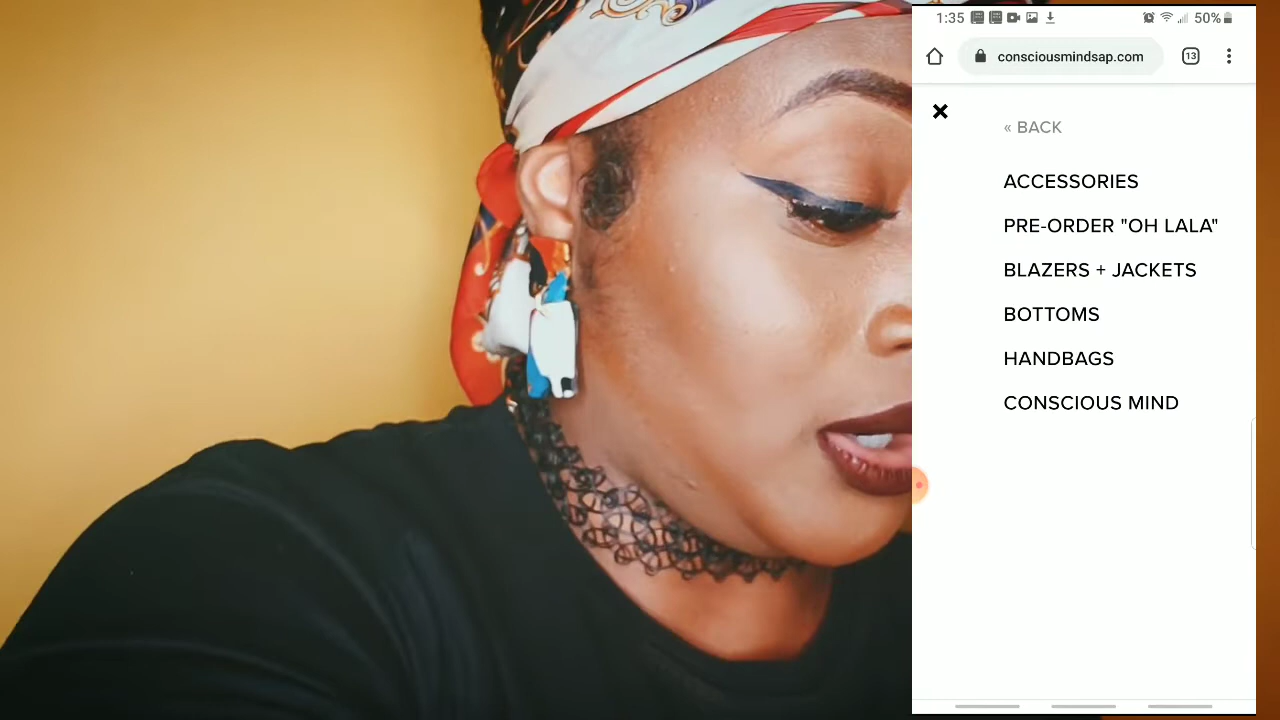 1:35 50%
consciousmindsap.com 13
« BACK
ACCESSORIES
PRE-ORDER "OH LALA"
BLAZERS + JACKETS
BOTTOMS
HANDBAGS
CONSCIOUS MIND